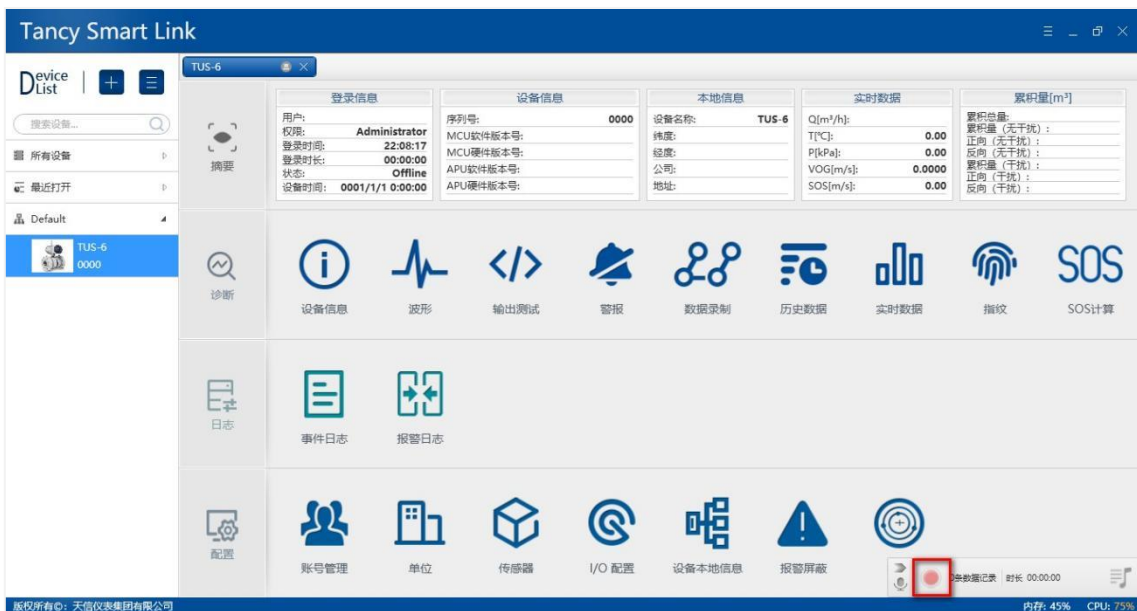 Tancy Smart Link
Device List
TUS-6
搜索设备...
所有设备
最近打开
Default
TUS-6
0000
摘要
登录信息
用户:
权限: Administrator
登录时间: 22:08:17
登录时长: 00:00:00
状态: Offline
设备时间: 0001/1/1 0:00:00
设备信息
序列号: 0000
MCU软件版本号:
MCU硬件版本号:
APU软件版本号:
APU硬件版本号:
本地信息
设备名称: TUS-6
纬度:
经度:
公司:
地址:
实时数据
Q[m³/h]:
T[℃]: 0.00
P[kPa]: 0.00
VOG[m/s]: 0.0000
SOS[m/s]: 0.00
累积量[m³]
累积总量:
累积量（无干扰）:
正向（无干扰）:
反向（无干扰）:
累积量（干扰）:
正向（干扰）:
反向（干扰）:
诊断
设备信息
波形
输出测试
警报
数据录制
历史数据
实时数据
指纹
SOS
SOS计算
日志
事件日志
报警日志
配置
账号管理
单位
传感器
I/O 配置
设备本地信息
报警屏蔽
条数据记录 时长 00:00:00
版权所有©: 天信仪表集团有限公司
内存: 45% CPU: 75%